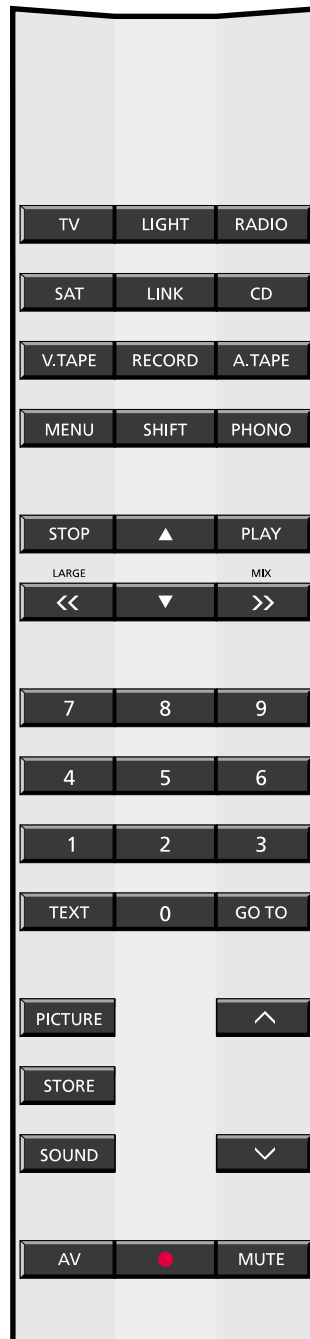 TV LIGHT RADIO
SAT LINK CD
V.TAPE RECORD A.TAPE
MENU SHIFT PHONO
STOP ▲ PLAY
LARGE MIX
<< ▼ >>
7 8 9
4 5 6
1 2 3
TEXT 0 GO TO
PICTURE
STORE
SOUND
AV MUTE